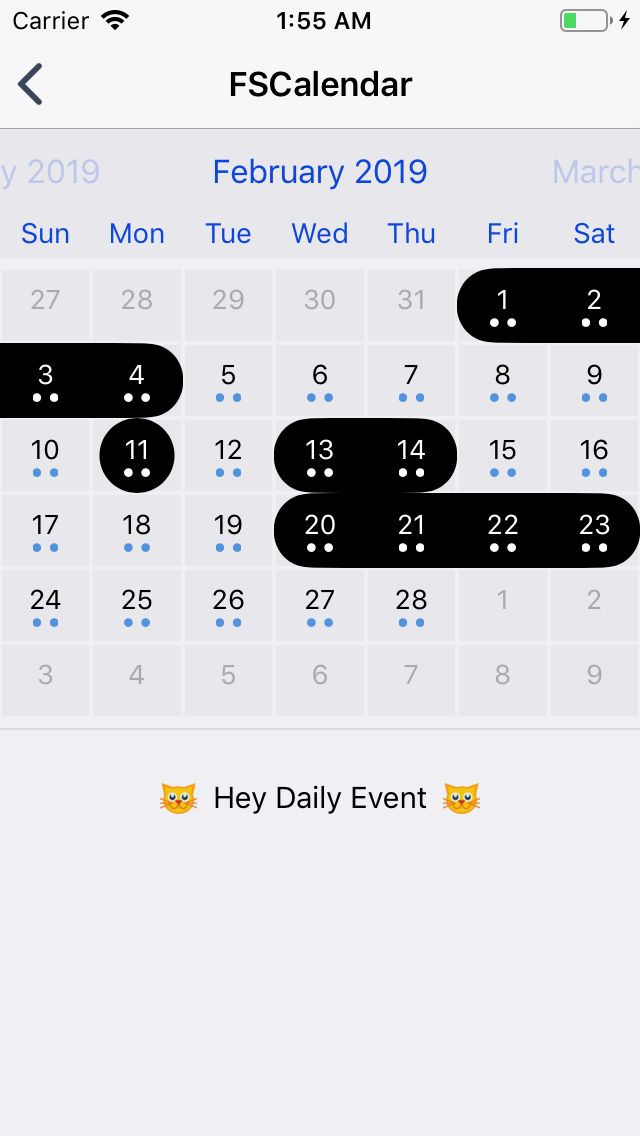 Carrier 1:55 AM
FSCalendar
y 2019 February 2019 March
Sun Mon Tue Wed Thu Fri Sat
27 28 29 30 31 1 2
3 4 5 6 7 8 9
10 11 12 13 14 15 16
17 18 19 20 21 22 23
24 25 26 27 28 1 2
3 4 5 6 7 8 9
🐱 Hey Daily Event 🐱